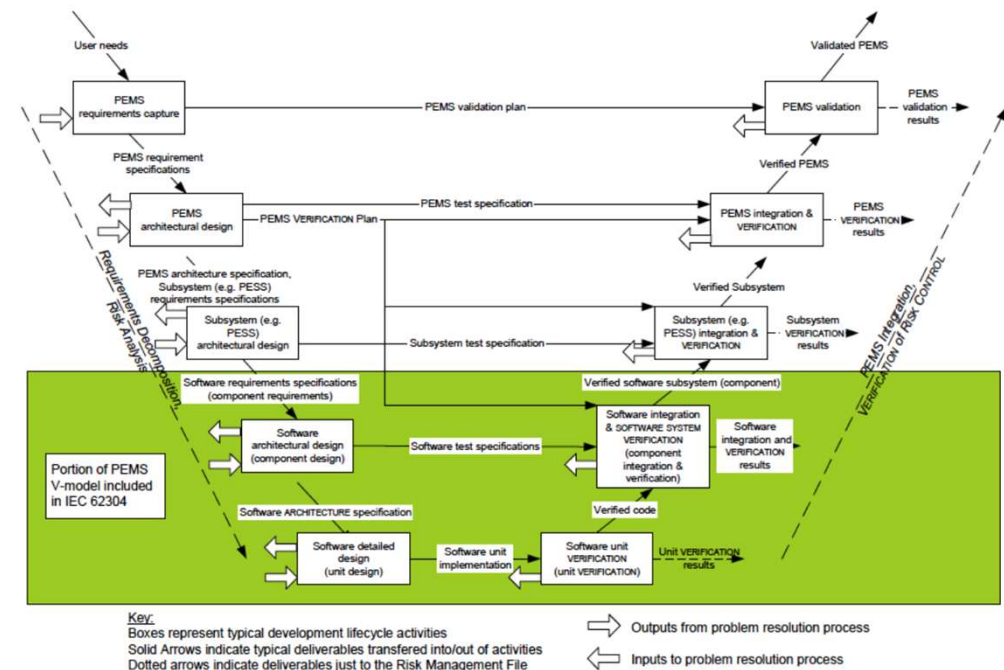 User needs
Validated PEMS
PEMS
requirements capture
PEMS validation plan
PEMS validation
PEMS
validation
results
PEMS requirement
specifications
Verified PEMS
PEMS
architectural design
PEMS test specification
PEMS VERIFICATION Plan
PEMS integration &
VERIFICATION
PEMS
VERIFICATION
results
PEMS architecture specification,
Subsystem (e.g. PESS)
requirements specifications
Verified Subsystem
Subsystem (e.g.
PESS)
architectural design
Subsystem test specification
Subsystem (e.g.
PESS) integration &
VERIFICATION
Subsystem
VERIFICATION
results
Requirements Decomposition,
Risk Analysis
PEMS Integration,
VERIFICATION of RISK CONTROL
Software requirements specifications
(component requirements)
Verified software subsystem (component)
Software
architectural design
(component design)
Software test specifications
Software integration
& SOFTWARE SYSTEM
VERIFICATION
(component
integration &
verification)
Software
integration and
VERIFICATION
results
Portion of PEMS
V-model included
in IEC 62304
Software ARCHITECTURE specification
Verified code
Software detailed
design
(unit design)
Software unit
implementation
Software unit
VERIFICATION
(unit VERIFICATION)
Unit VERIFICATION
results
Key:
Boxes represent typical development lifecycle activities
Solid Arrows indicate typical deliverables transfered into/out of activities
Dotted arrows indicate deliverables just to the Risk Management File
Outputs from problem resolution process
Inputs to problem resolution process